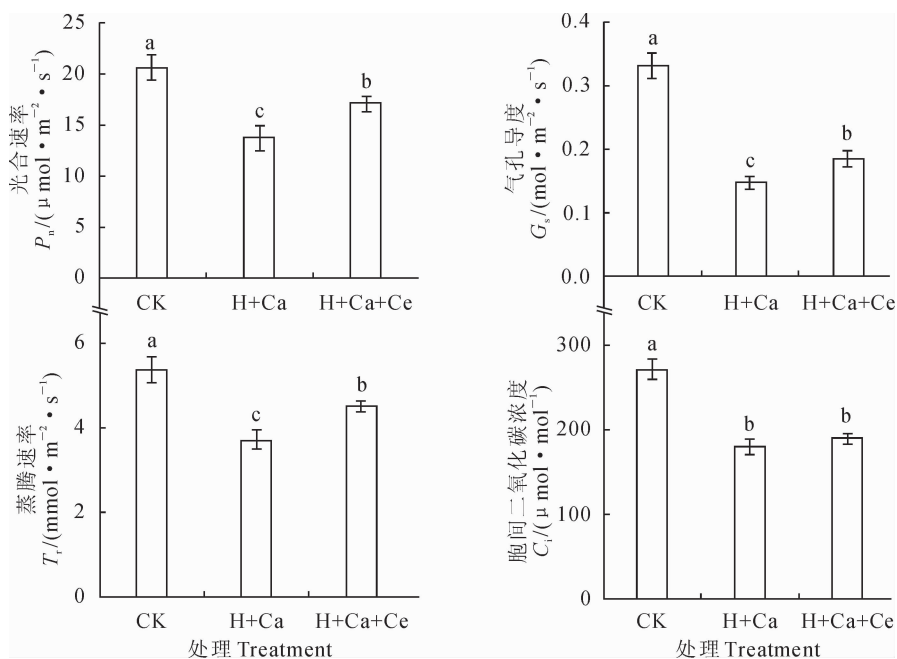 光合速率
Pn/(μmol·m−2·s−1)
25
20
15
10
5
0
a
c
b
CK
H+Ca
H+Ca+Ce
气孔导度
Gs/(mol·m−2·s−1)
0.4
0.3
0.2
0.1
0.0
a
c
b
CK
H+Ca
H+Ca+Ce
蒸腾速率
Tr/(mmol·m−2·s−1)
6
4
2
0
a
c
b
CK
H+Ca
H+Ca+Ce
处理 Treatment
胞间二氧化碳浓度
Ci/(μmol·mol−1)
300
200
100
0
a
b
b
CK
H+Ca
H+Ca+Ce
处理 Treatment